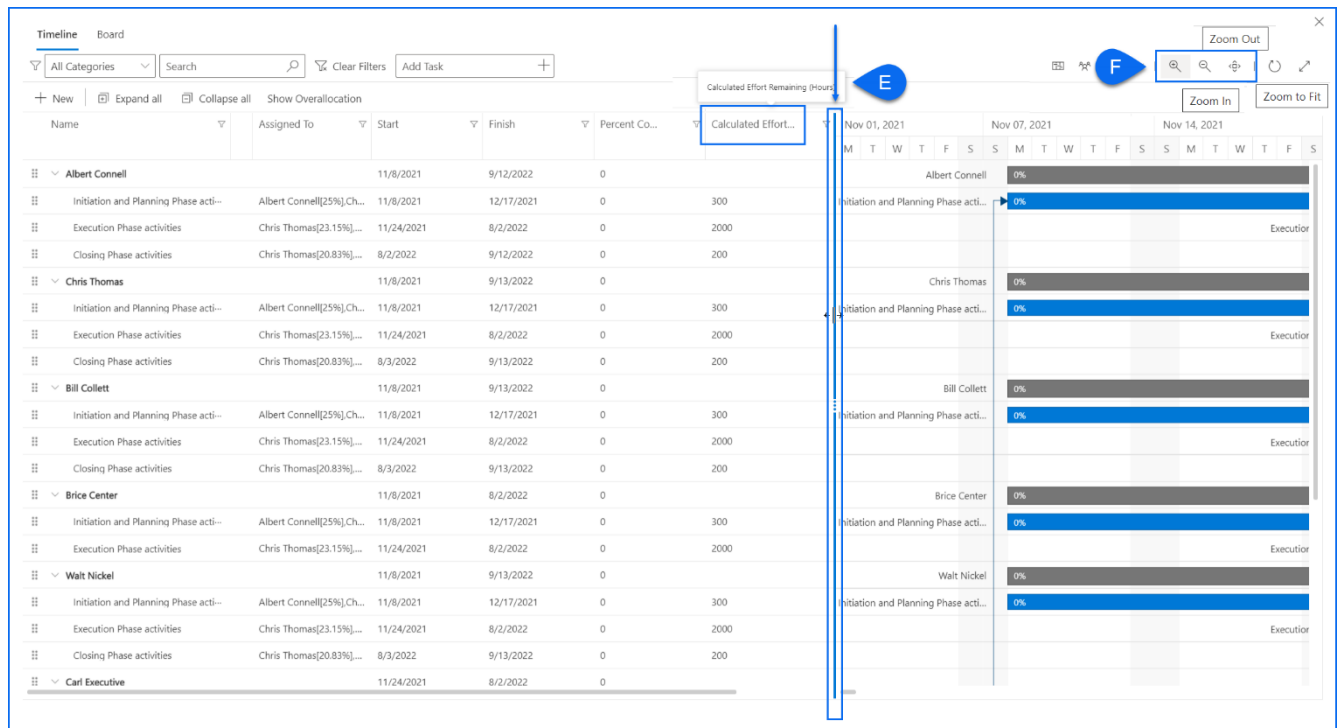 Timeline Board
Zoom Out
All Categories Search Clear Filters Add Task
F
Zoom In
Zoom to Fit
+ New Expand all Collapse all Show Overallocation
Calculated Effort Remaining (Hours)
E
Name Assigned To Start Finish Percent Co... Calculated Effort... Nov 01, 2021 Nov 07, 2021 Nov 14, 2021
M T W T F S S M T W T F S S M T W T F S
Albert Connell 11/8/2021 9/12/2022 0 Albert Connell 0%
Initiation and Planning Phase acti... Albert Connell[25%],Ch... 11/8/2021 12/17/2021 0 300 Initiation and Planning Phase acti... 0%
Execution Phase activities Chris Thomas[23.15%],... 11/24/2021 8/2/2022 0 2000 Execution
Closing Phase activities Chris Thomas[20.83%],... 8/2/2022 9/12/2022 0 200
Chris Thomas 11/8/2021 9/13/2022 0 Chris Thomas 0%
Initiation and Planning Phase acti... Albert Connell[25%],Ch... 11/8/2021 12/17/2021 0 300 Initiation and Planning Phase acti... 0%
Execution Phase activities Chris Thomas[23.15%],... 11/24/2021 8/2/2022 0 2000 Execution
Closing Phase activities Chris Thomas[20.83%],... 8/3/2022 9/13/2022 0 200
Bill Collett 11/8/2021 9/13/2022 0 Bill Collett 0%
Initiation and Planning Phase acti... Albert Connell[25%],Ch... 11/8/2021 12/17/2021 0 300 Initiation and Planning Phase acti... 0%
Execution Phase activities Chris Thomas[23.15%],... 11/24/2021 8/2/2022 0 2000 Execution
Closing Phase activities Chris Thomas[20.83%],... 8/3/2022 9/13/2022 0 200
Brice Center 11/8/2021 8/2/2022 0 Brice Center 0%
Initiation and Planning Phase acti... Albert Connell[25%],Ch... 11/8/2021 12/17/2021 0 300 Initiation and Planning Phase acti... 0%
Execution Phase activities Chris Thomas[23.15%],... 11/24/2021 8/2/2022 0 2000 Execution
Walt Nickel 11/8/2021 9/13/2022 0 Walt Nickel 0%
Initiation and Planning Phase acti... Albert Connell[25%],Ch... 11/8/2021 12/17/2021 0 300 Initiation and Planning Phase acti... 0%
Execution Phase activities Chris Thomas[23.15%],... 11/24/2021 8/2/2022 0 2000 Execution
Closing Phase activities Chris Thomas[20.83%],... 8/3/2022 9/13/2022 0 200
Carl Executive 11/24/2021 8/2/2022 0